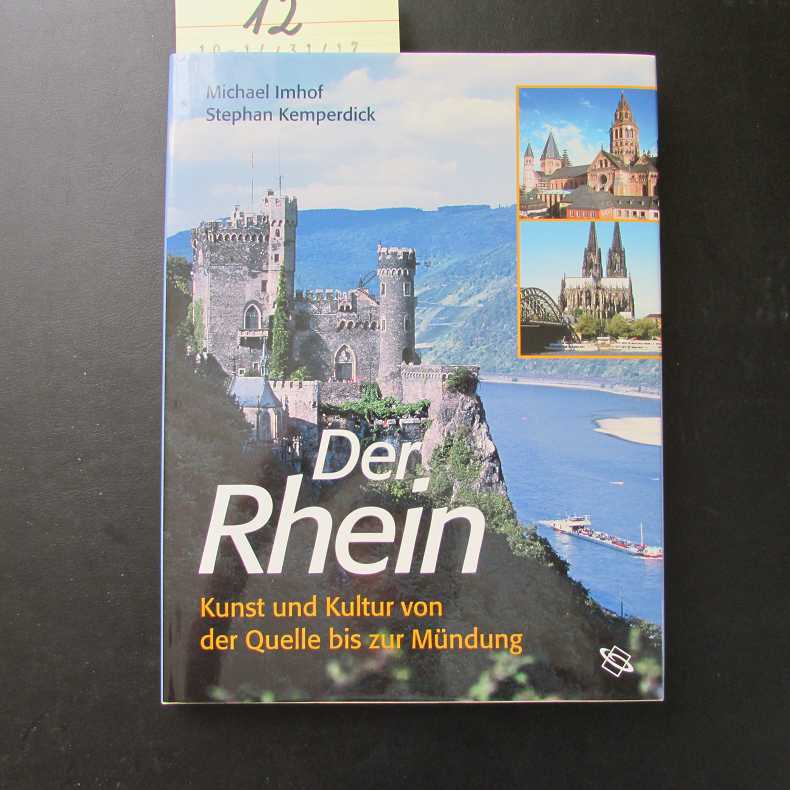 12
Michael Imhof
Stephan Kemperdick
Der
Rhein
Kunst und Kultur von
der Quelle bis zur Mündung